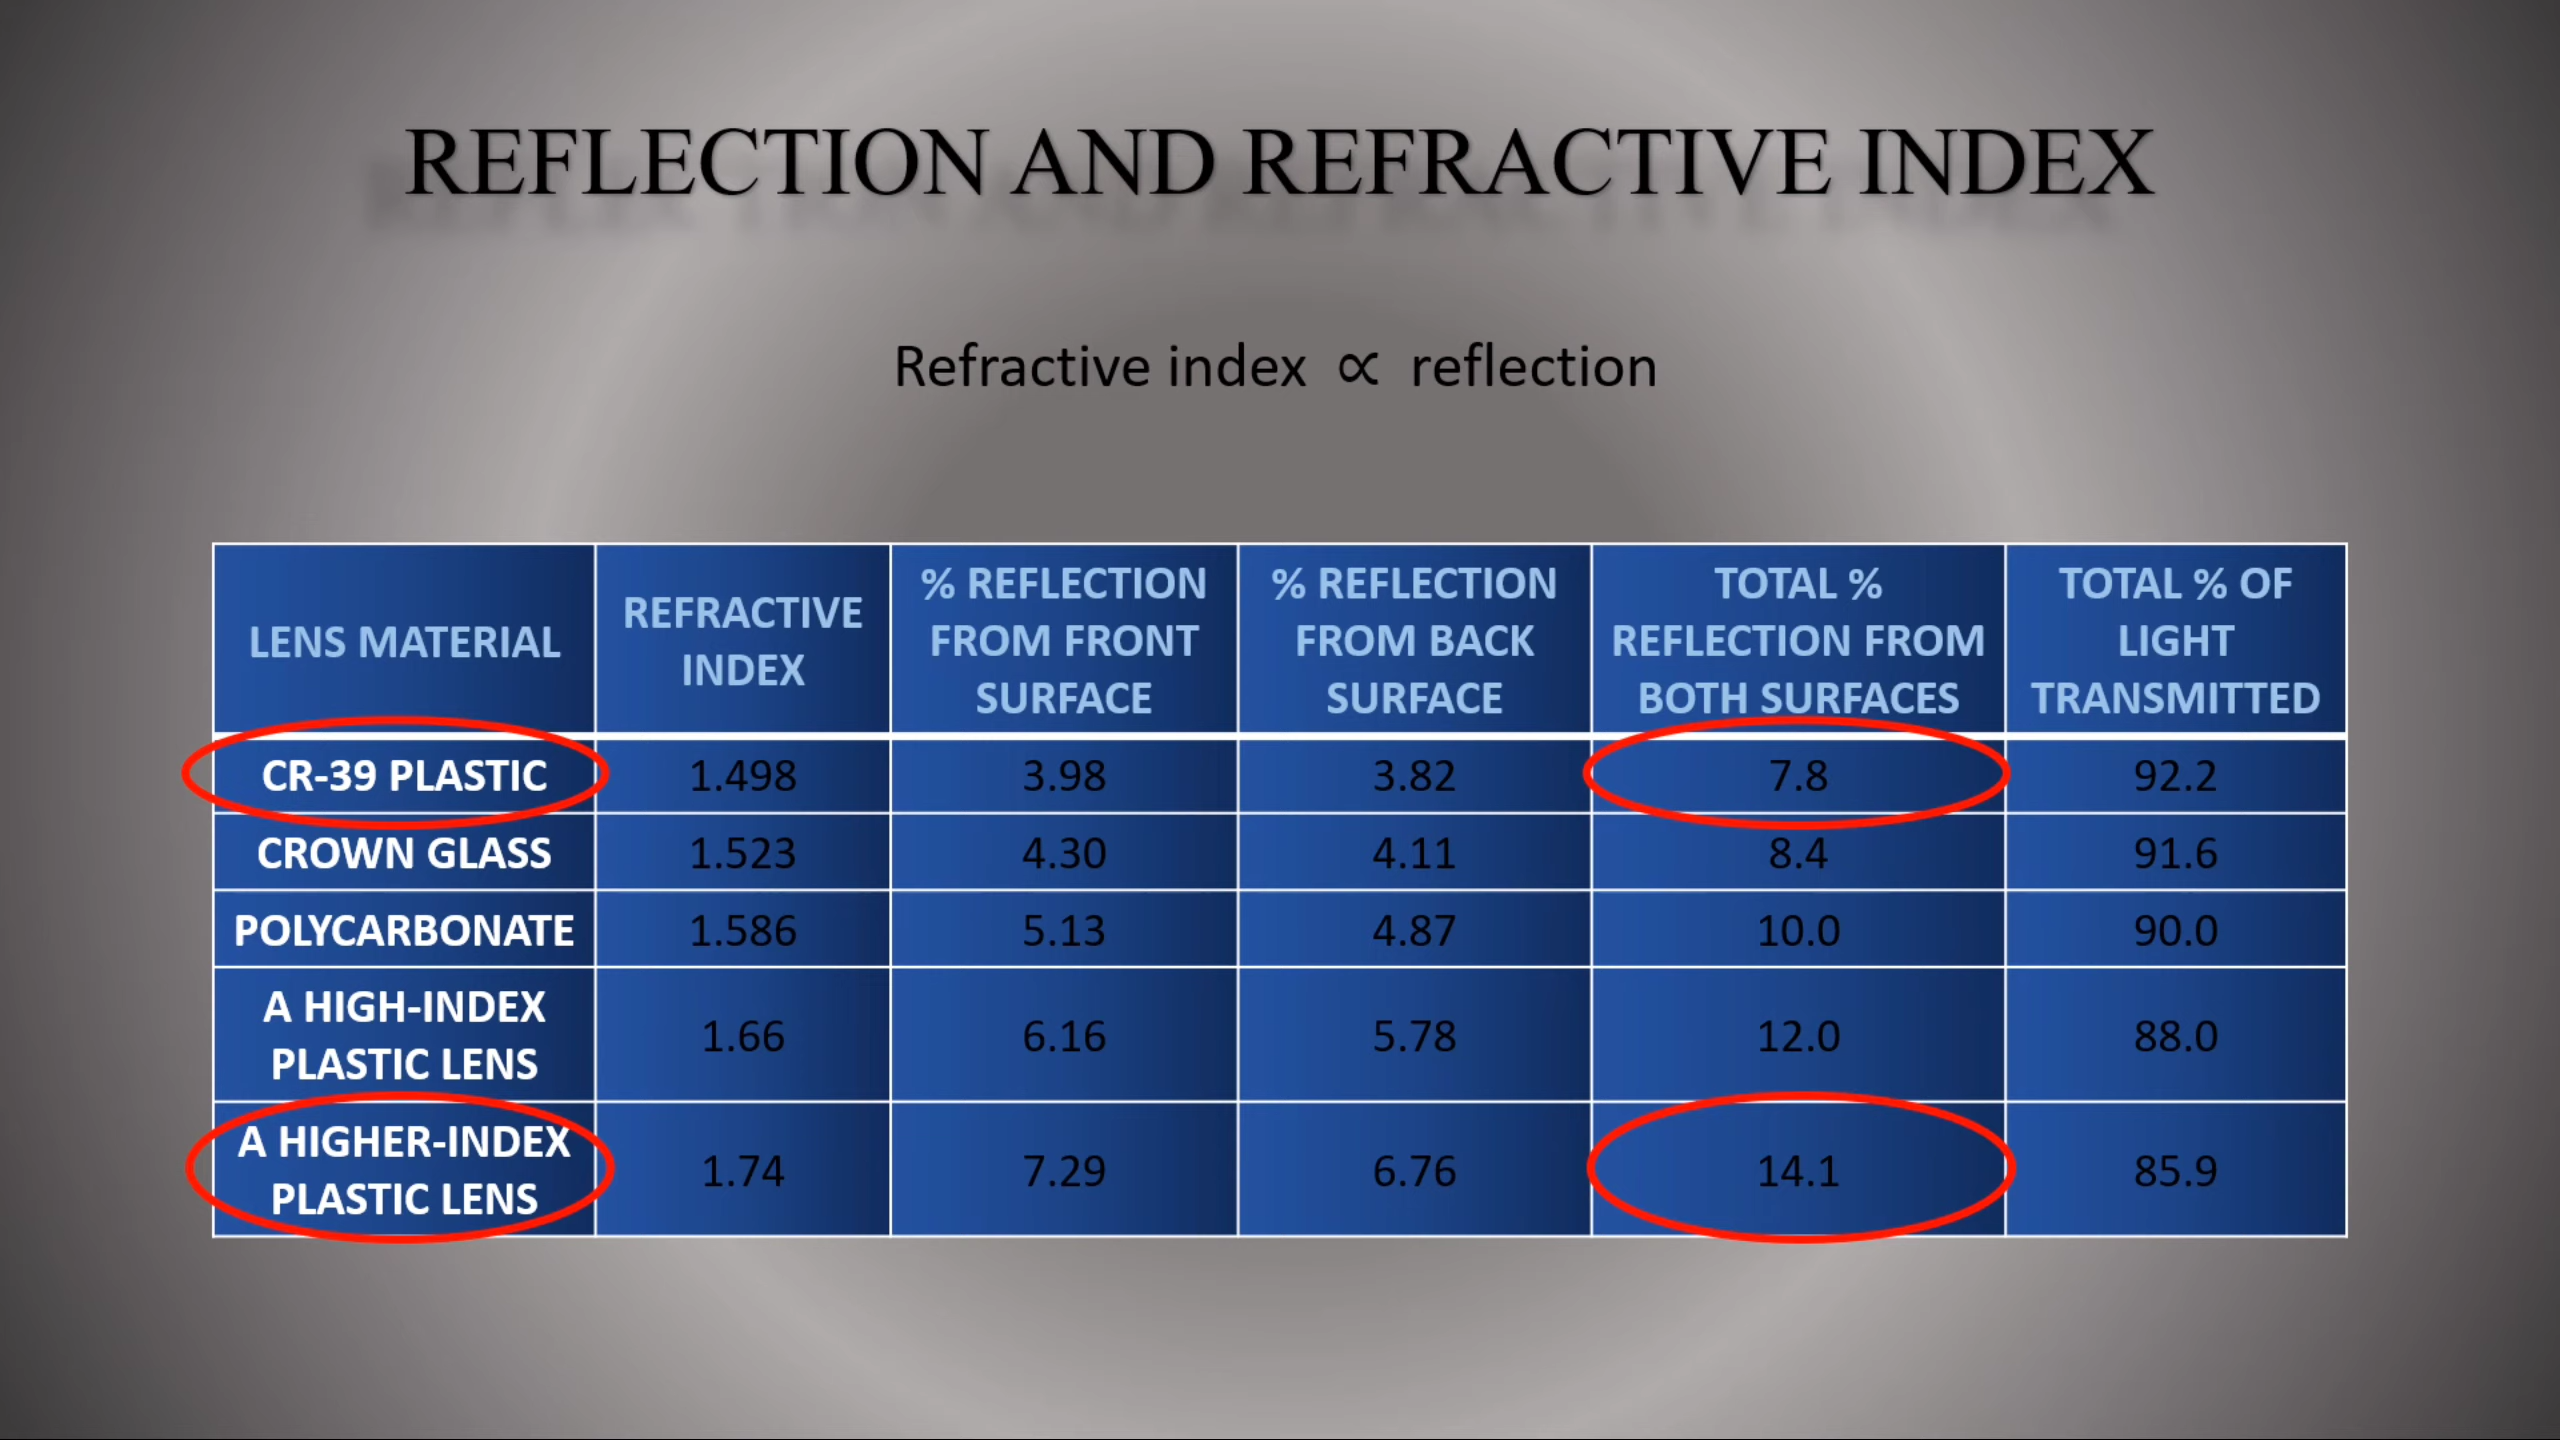 REFLECTION AND REFRACTIVE INDEX
Refractive index ∝ reflection
LENS MATERIAL
REFRACTIVE
INDEX
% REFLECTION
FROM FRONT
SURFACE
% REFLECTION
FROM BACK
SURFACE
TOTAL %
REFLECTION FROM
BOTH SURFACES
TOTAL % OF
LIGHT
TRANSMITTED
CR-39 PLASTIC 1.498 3.98 3.82 7.8 92.2
CROWN GLASS 1.523 4.30 4.11 8.4 91.6
POLYCARBONATE 1.586 5.13 4.87 10.0 90.0
A HIGH-INDEX
PLASTIC LENS
1.66 6.16 5.78 12.0 88.0
A HIGHER-INDEX
PLASTIC LENS
1.74 7.29 6.76 14.1 85.9